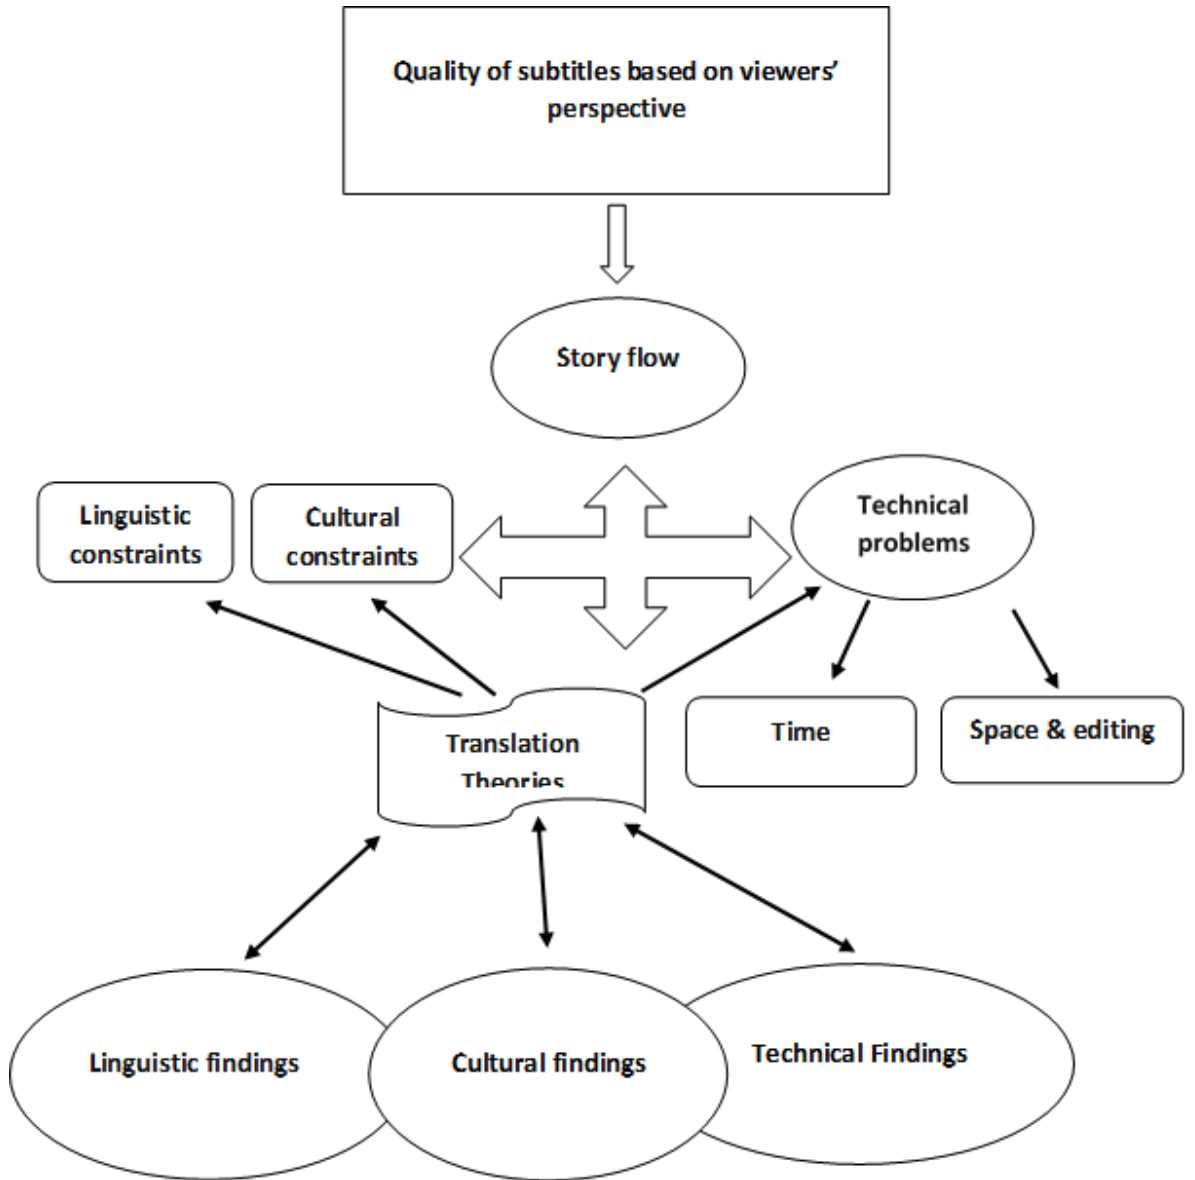 Quality of subtitles based on viewers’
perspective
Story flow
Linguistic
constraints
Cultural
constraints
Technical
problems
Translation
Theories
Time
Space & editing
Linguistic findings
Cultural findings
Technical Findings